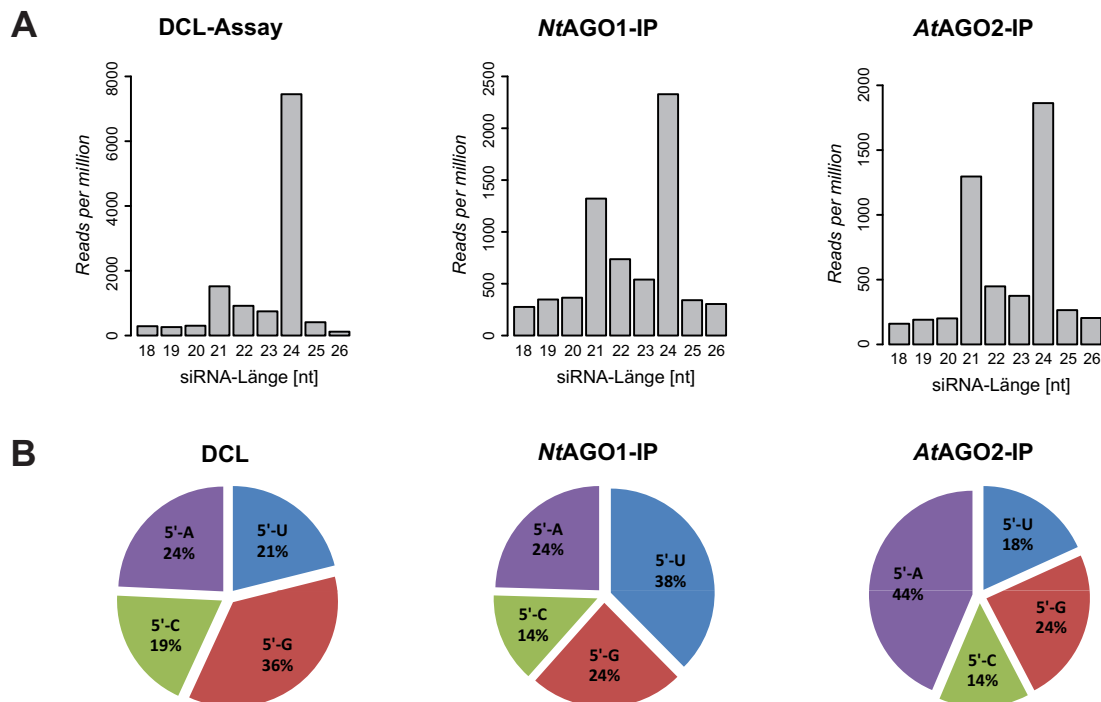 A
DCL-Assay
NtAGO1-IP
AtAGO2-IP
Reads per million
0
2000
4000
6000
8000
18 19 20 21 22 23 24 25 26
siRNA-Länge [nt]
Reads per million
0
500
1000
1500
2000
2500
18 19 20 21 22 23 24 25 26
siRNA-Länge [nt]
Reads per million
0
500
1000
1500
2000
18 19 20 21 22 23 24 25 26
siRNA-Länge [nt]
B
DCL
5'-A
24%
5'-U
21%
5'-C
19%
5'-G
36%
NtAGO1-IP
5'-A
24%
5'-U
38%
5'-C
14%
5'-G
24%
AtAGO2-IP
5'-U
18%
5'-A
44%
5'-G
24%
5'-C
14%